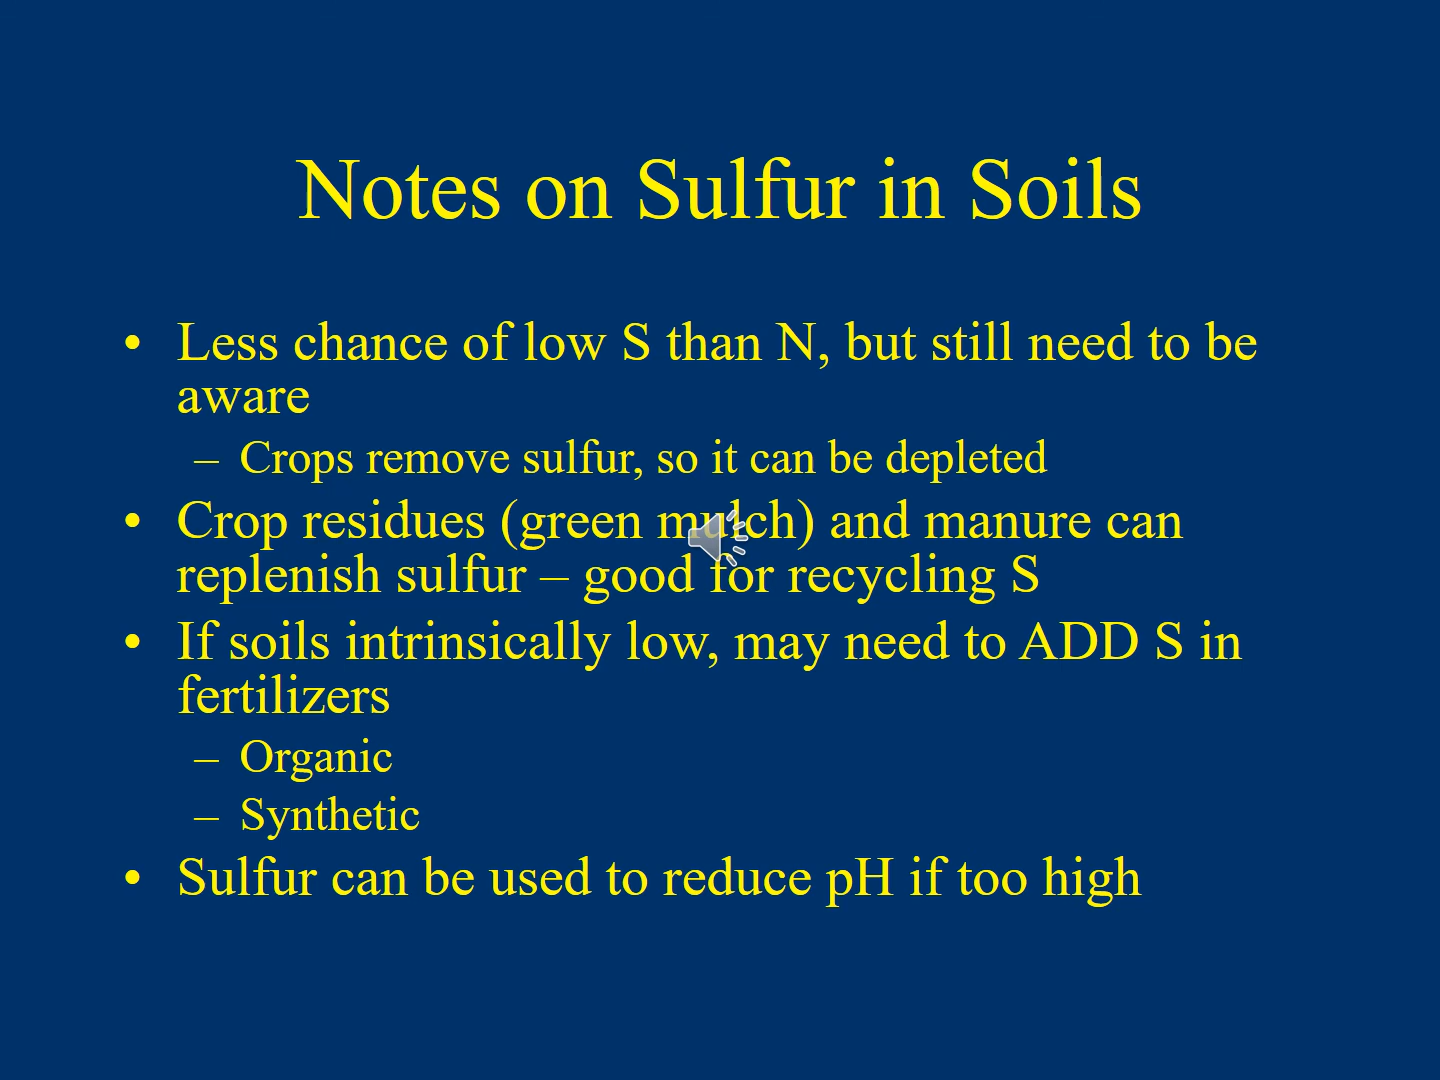 Notes on Sulfur in Soils
• Less chance of low S than N, but still need to be
aware
– Crops remove sulfur, so it can be depleted
• Crop residues (green mulch) and manure can
replenish sulfur – good for recycling S
• If soils intrinsically low, may need to ADD S in
fertilizers
– Organic
– Synthetic
• Sulfur can be used to reduce pH if too high